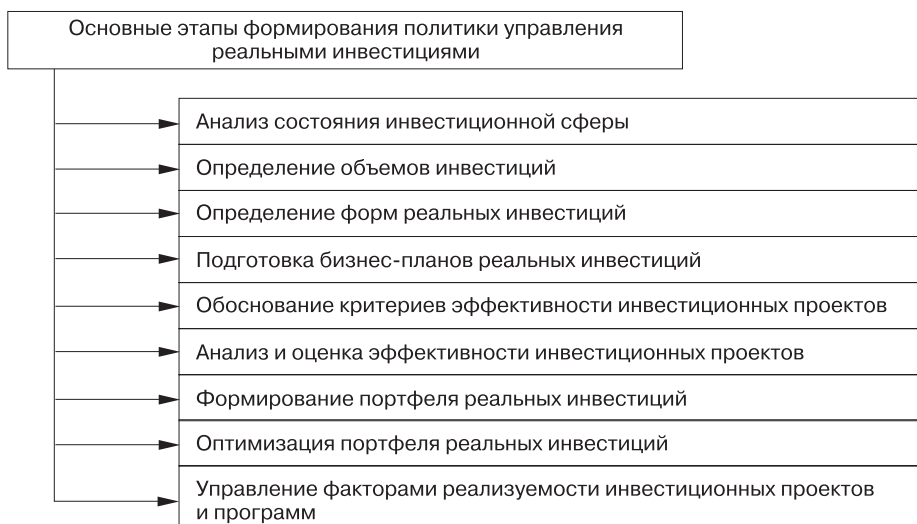 Основные этапы формирования политики управления
реальными инвестициями
Анализ состояния инвестиционной сферы
Определение объемов инвестиций
Определение форм реальных инвестиций
Подготовка бизнес-планов реальных инвестиций
Обоснование критериев эффективности инвестиционных проектов
Анализ и оценка эффективности инвестиционных проектов
Формирование портфеля реальных инвестиций
Оптимизация портфеля реальных инвестиций
Управление факторами реализуемости инвестиционных проектов
и программ